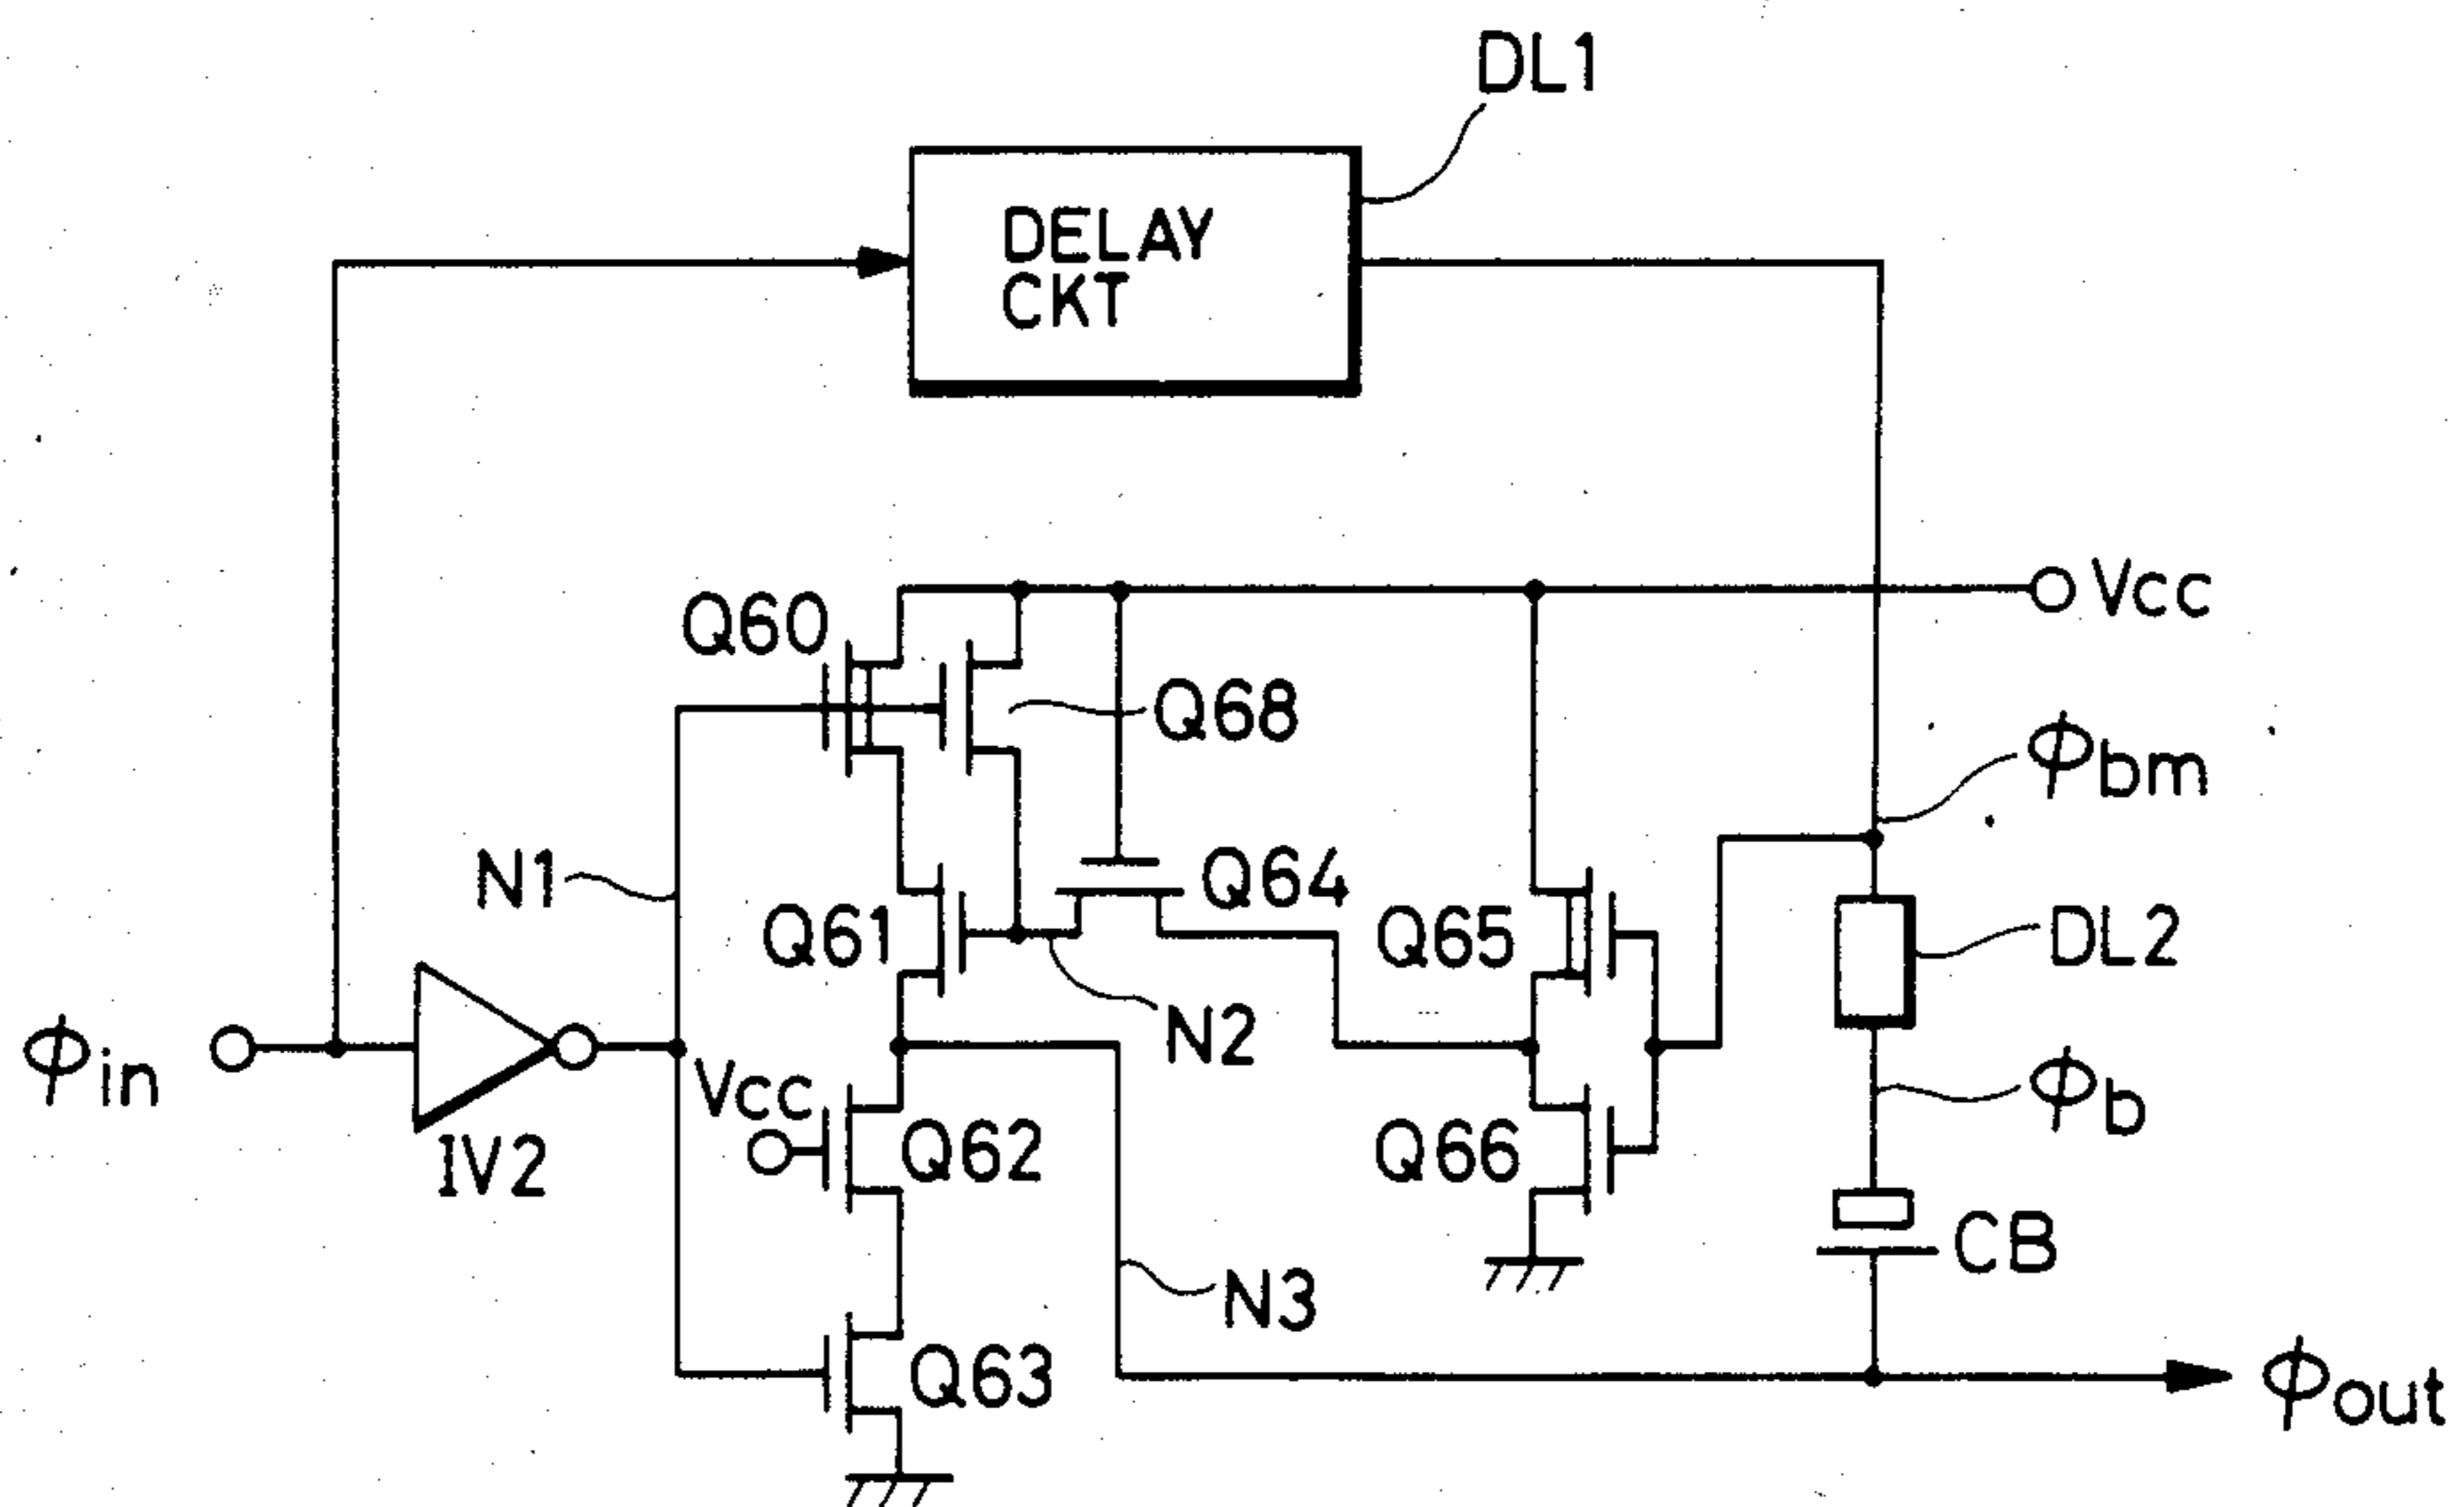 DL1
DELAY
CKT
Vcc
Q60
Q68
φbm
N1
Q64
Q61
Q65
DL2
N2
φin
Vcc
φb
IV2
Q62
Q66
CB
N3
Q63
φout